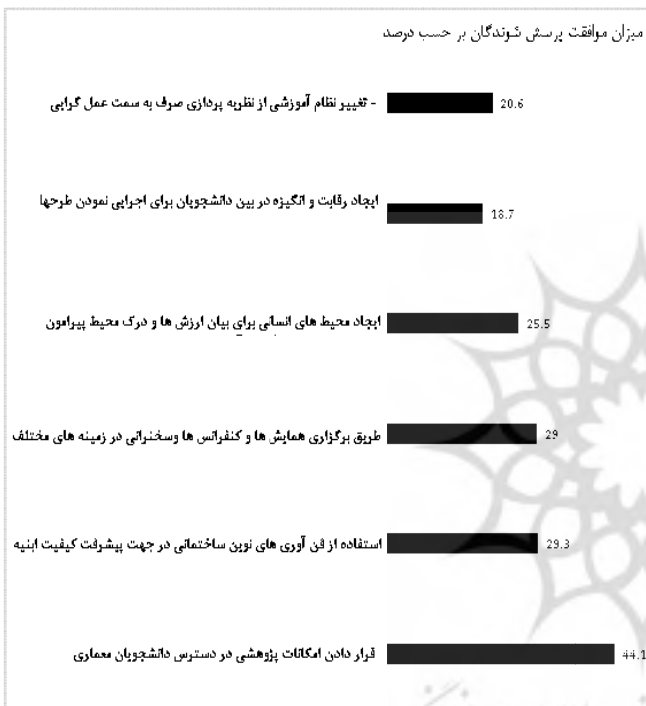 میزان موافقت پرسش شوندگان بر حسب درصد
- تغییر نظام آموزشی از نظریه پردازی صرف به سمت عمل گرایی
20.6
ایجاد رقابت و انگیزه در بین دانشجویان برای اجرایی نمودن طرحها
18.7
ایجاد محیط های انسانی برای بیان ارزش ها و درک محیط پیرامون
25.5
طریق برگزاری همایش ها و کنفرانس ها وسخنرانی در زمینه های مختلف
29
استفاده از فن آوری های نوین ساختمانی در جهت پیشرفت کیفیت ابنیه
29.3
قرار دادن امکانات پژوهشی در دسترس دانشجویان معماری
44.1